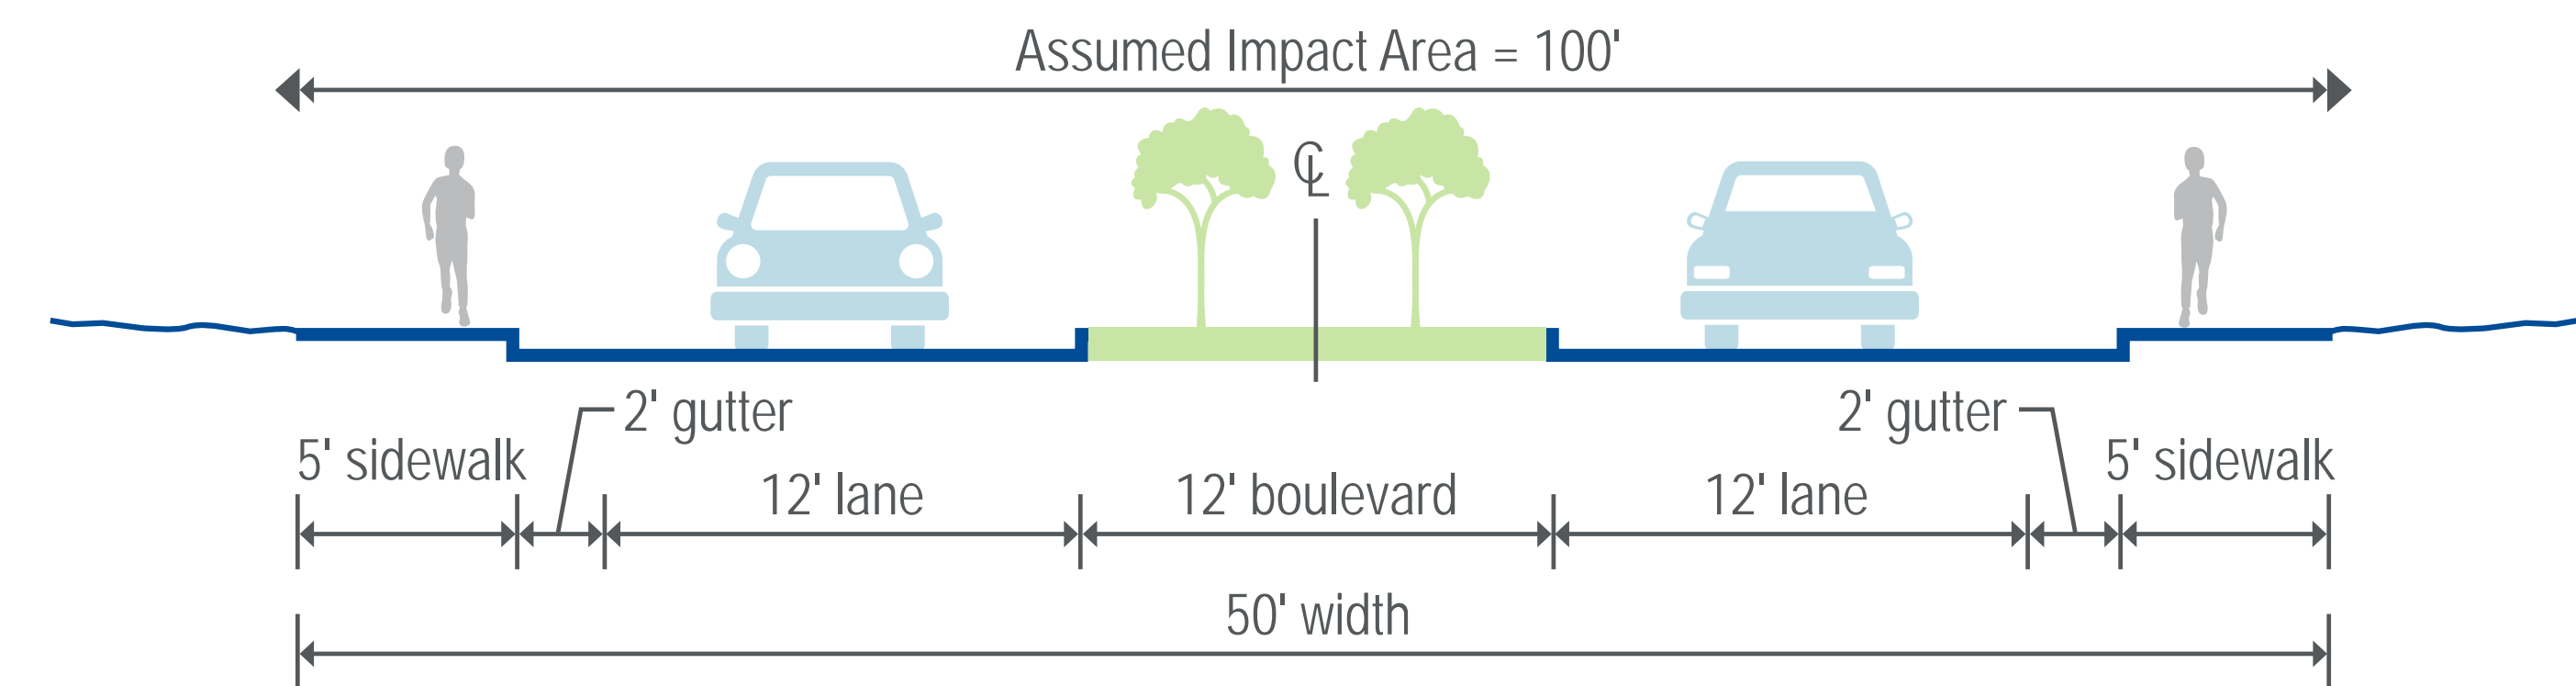 Assumed Impact Area = 100'
℄
2' gutter
2' gutter
5' sidewalk
5' sidewalk
12' lane
12' boulevard
12' lane
50' width